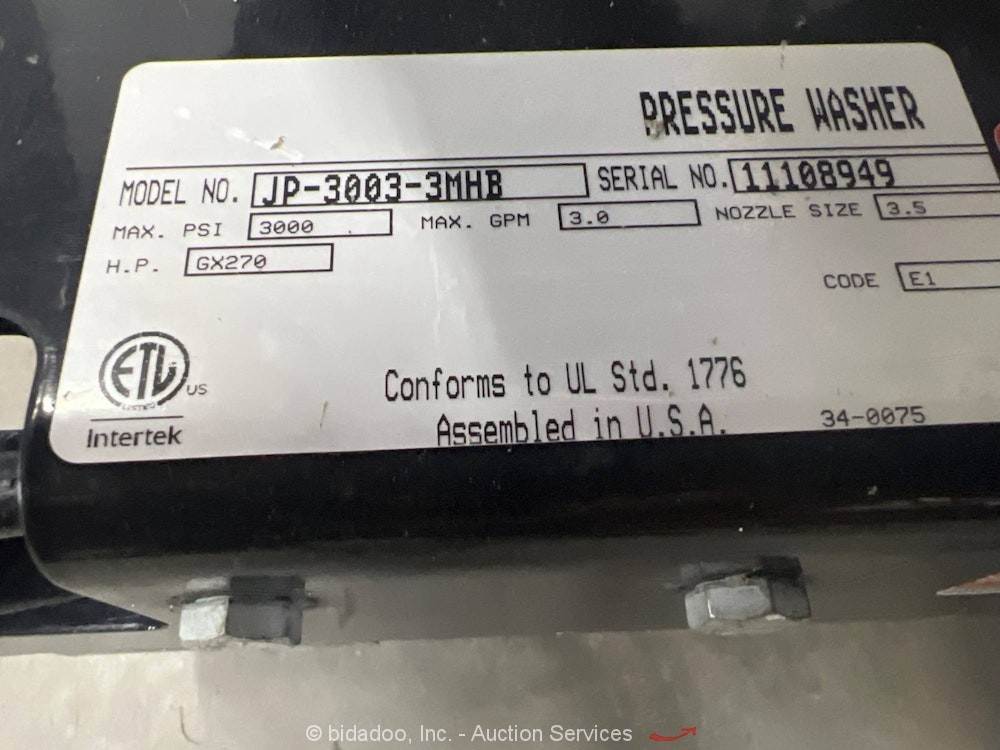 PRESSURE WASHER
MODEL NO. JP-3003-3MHB SERIAL NO. 11108949
MAX. PSI 3000 MAX. GPM 3.0 NOZZLE SIZE 3.5
H.P. GX270
CODE E1
ETL US
LISTED
Intertek
Conforms to UL Std. 1776
Assembled in U.S.A.
34-0075
© bidadoo, Inc. - Auction Services